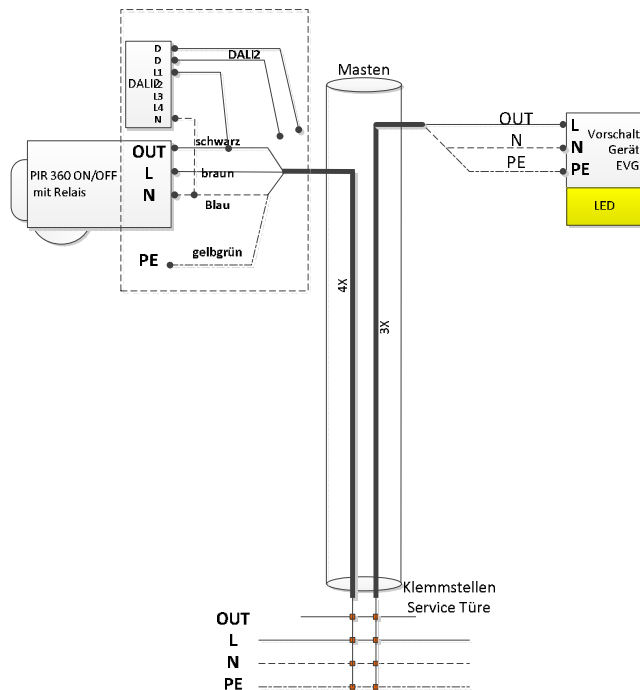 D
D
L1
DALI2
L2
L3
L4
N
DALI2
Masten
OUT
L
N
schwarz
braun
Blau
PIR 360 ON/OFF
mit Relais
PE
gelbgrün
4X
3X
OUT
N
PE
L
N
PE
Vorschalt
Gerät
EVG
LED
Klemmstellen
Service Türe
OUT
L
N
PE